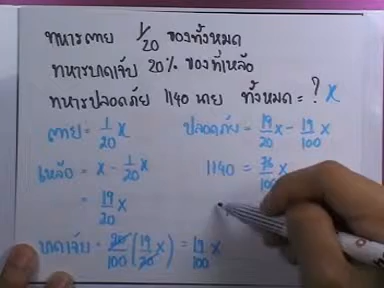 ทหารตาย 1/20 ของทั้งหมด
ทหารบาดเจ็บ 20% ของที่เหลือ
ทหารปลอดภัย 1140 นาย ทั้งหมด = ? x
ตาย = 1/20 x
ปลอดภัย = 19/20 x - 19/100 x
เหลือ = x - 1/20 x
1140 = 76/100 x
= 19/20 x
บาดเจ็บ = 20/100 (19/20 x) = 19/100 x